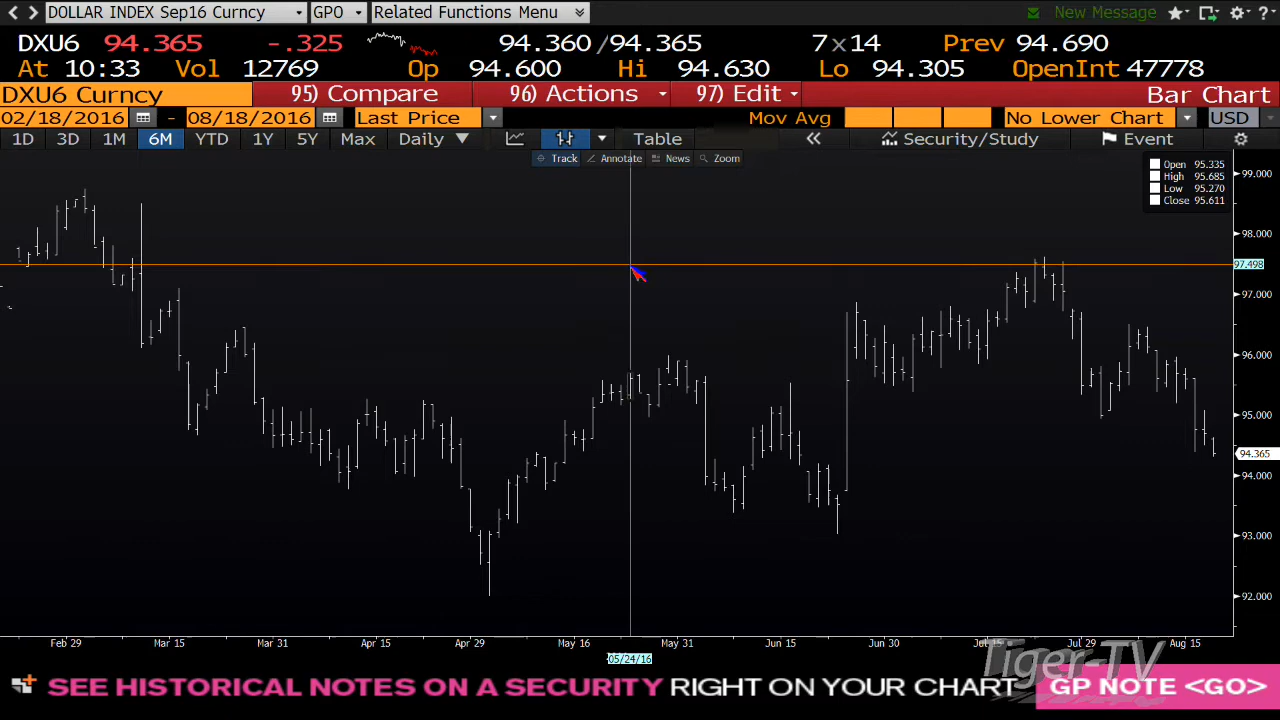 DOLLAR INDEX Sep16 Curncy GPO Related Functions Menu New Message
DXU6 94.365 -.325 94.360/94.365 7x14 Prev 94.690
At 10:33 Vol 12769 Op 94.600 Hi 94.630 Lo 94.305 OpenInt 47778
DXU6 Curncy 95) Compare 96) Actions 97) Edit Bar Chart
02/18/2016 - 08/18/2016 Last Price Mov Avg No Lower Chart USD
1D 3D 1M 6M YTD 1Y 5Y Max Daily Table Security/Study Event
Track Annotate News Zoom
Open 95.335
High 95.685
Low 95.270
Close 95.611
99.000
98.000
97.498
97.000
96.000
95.000
94.365
94.000
93.000
92.000
Feb 29 Mar 15 Mar 31 Apr 15 Apr 29 May 16 May 31 Jun 15 Jun 30 Jul 29 Aug 15
05/24/16
Tiger-TV
SEE HISTORICAL NOTES ON A SECURITY RIGHT ON YOUR CHART GP NOTE <GO>